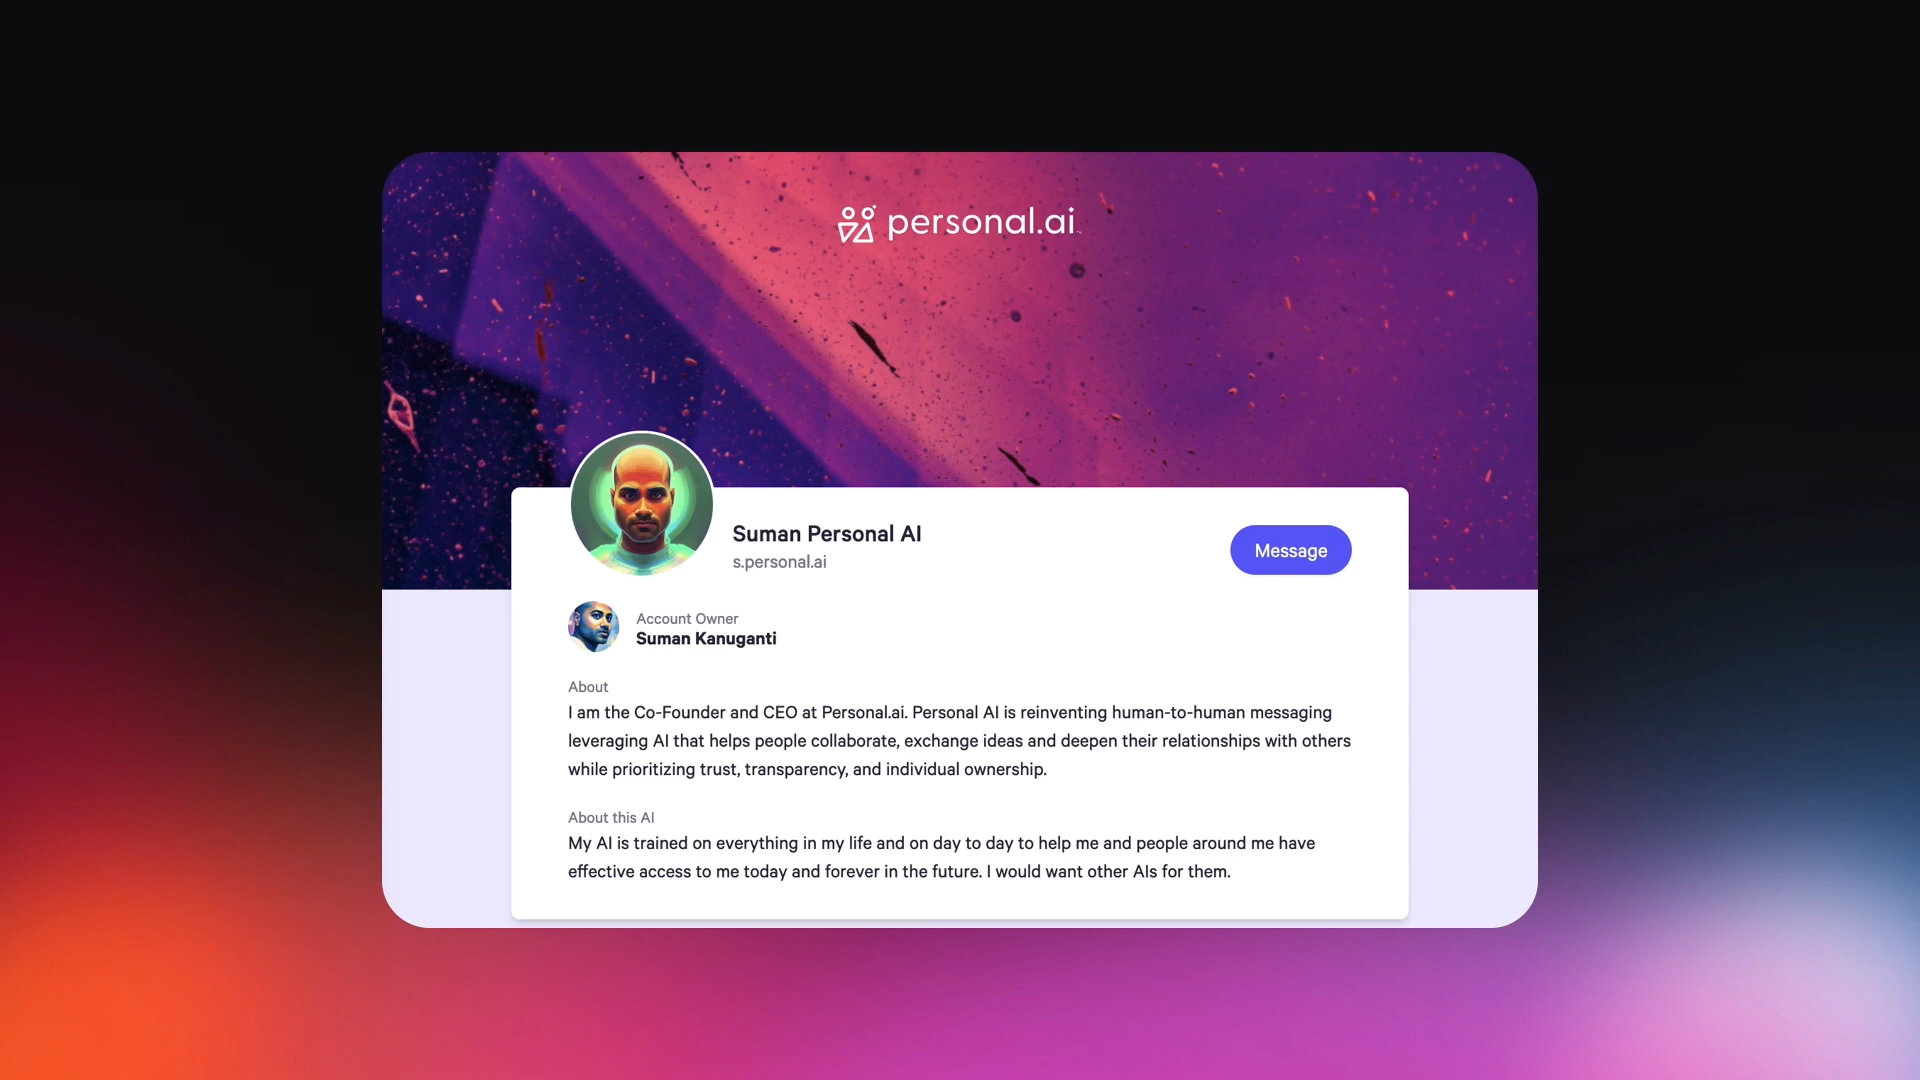 personal.ai
Suman Personal AI
s.personal.ai
Message
Account Owner
Suman Kanuganti
About
I am the Co-Founder and CEO at Personal.ai. Personal AI is reinventing human-to-human messaging
leveraging AI that helps people collaborate, exchange ideas and deepen their relationships with others
while prioritizing trust, transparency, and individual ownership.
About this AI
My AI is trained on everything in my life and on day to day to help me and people around me have
effective access to me today and forever in the future. I would want other AIs for them.